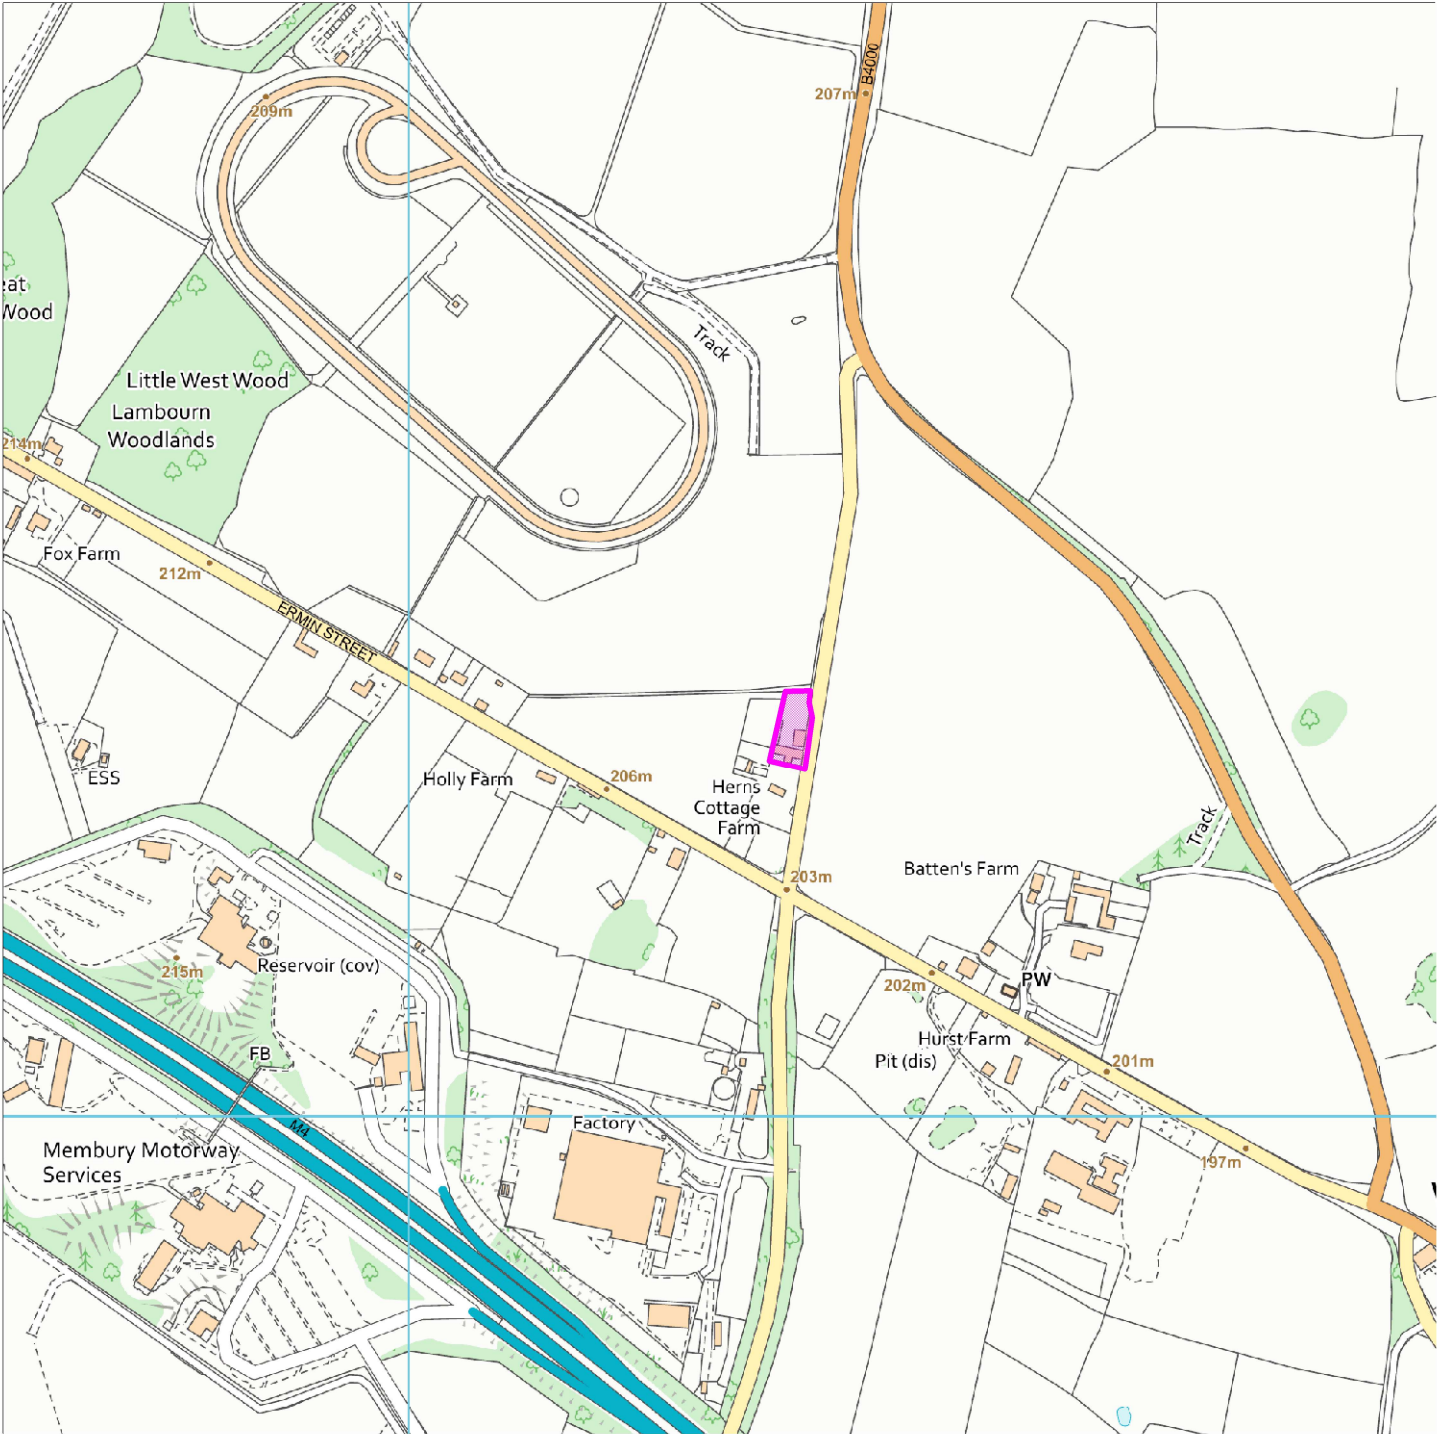 B4000
207m
209m
Track
eat
Wood
Little West Wood
Lambourn
Woodlands
214m
Fox Farm
212m
ERMIN STREET
ESS
Holly Farm
206m
Herns
Cottage
Farm
Track
203m
Batten's Farm
Reservoir (cov)
215m
PW
202m
Hurst Farm
Pit (dis)
FB
201m
M4
Factory
Membury Motorway
Services
197m